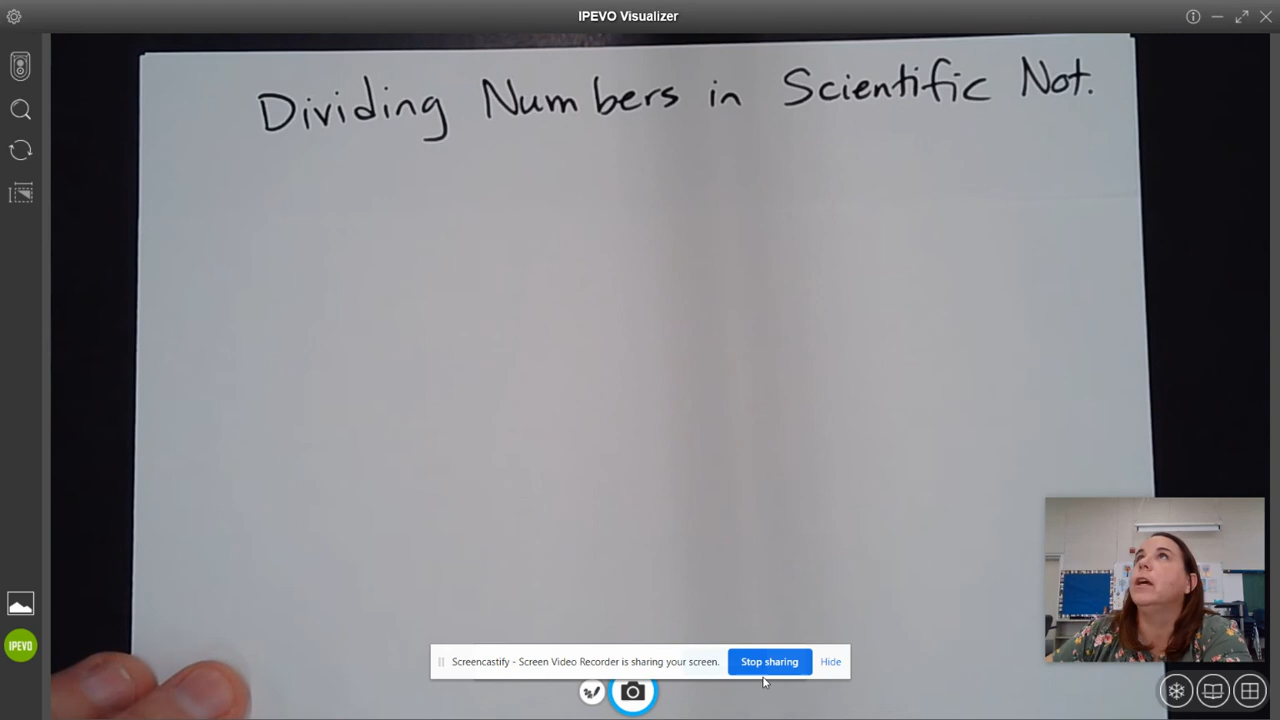 IPEVO Visualizer
Dividing Numbers in Scientific Not.
Screencastify - Screen Video Recorder is sharing your screen.
Stop sharing
Hide
IPEVO